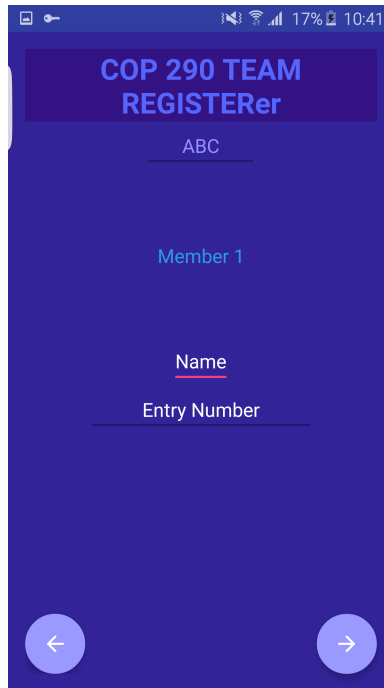 17% 10:41
COP 290 TEAM
REGISTERer
ABC
Member 1
Name
Entry Number